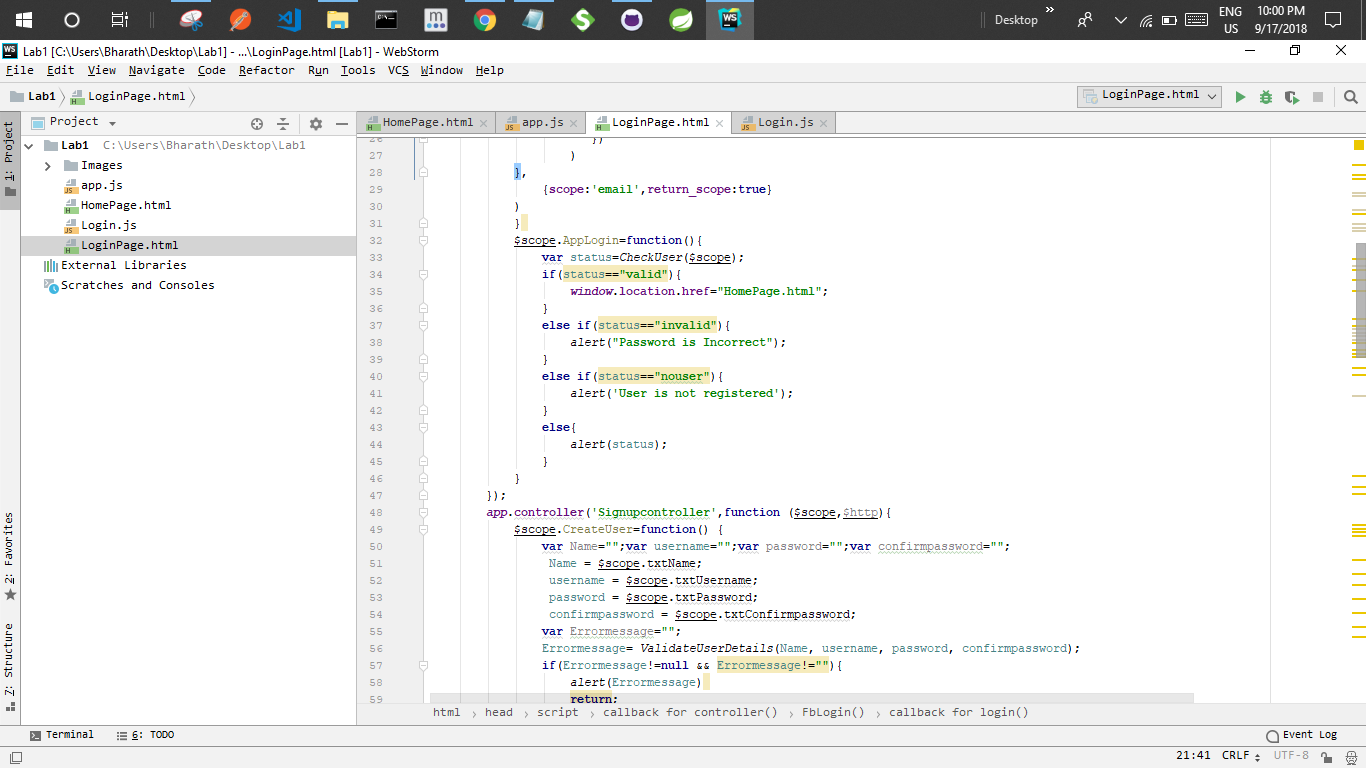 Desktop
ENG
US
10:00 PM
9/17/2018
WS
Lab1 [C:\Users\Bharath\Desktop\Lab1] - ...\LoginPage.html [Lab1] - WebStorm
File Edit View Navigate Code Refactor Run Tools VCS Window Help
Lab1 LoginPage.html
LoginPage.html
Project
HomePage.html app.js LoginPage.html Login.js
1: Project
Lab1 C:\Users\Bharath\Desktop\Lab1
Images
app.js
HomePage.html
Login.js
LoginPage.html
External Libraries
Scratches and Consoles
2: Favorites
Z: Structure
26 })
27 )
28 },
29 {scope:'email',return_scope:true}
30 )
31 }
32 $scope.AppLogin=function(){
33 var status=CheckUser($scope);
34 if(status=="valid"){
35 window.location.href="HomePage.html";
36 }
37 else if(status=="invalid"){
38 alert("Password is Incorrect");
39 }
40 else if(status=="nouser"){
41 alert('User is not registered');
42 }
43 else{
44 alert(status);
45 }
46 }
47 });
48 app.controller('Signupcontroller',function ($scope,$http){
49 $scope.CreateUser=function() {
50 var Name="";var username="";var password="";var confirmpassword="";
51 Name = $scope.txtName;
52 username = $scope.txtUsername;
53 password = $scope.txtPassword;
54 confirmpassword = $scope.txtConfirmpassword;
55 var Errormessage="";
56 Errormessage= ValidateUserDetails(Name, username, password, confirmpassword);
57 if(Errormessage!=null && Errormessage!=""){
58 alert(Errormessage)
59 return;
html head script callback for controller() FbLogin() callback for login()
Terminal 6: TODO Event Log
21:41 CRLF UTF-8